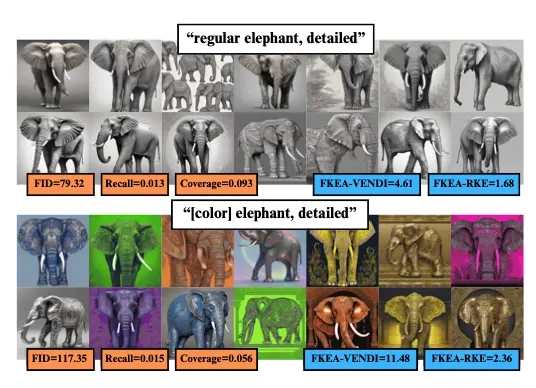 “regular elephant, detailed”
FID=79.32
Recall=0.013
Coverage=0.093
FKEA-VENDI=4.61
FKEA-RKE=1.68
“[color] elephant, detailed”
FID=117.35
Recall=0.015
Coverage=0.056
FKEA-VENDI=11.48
FKEA-RKE=2.36